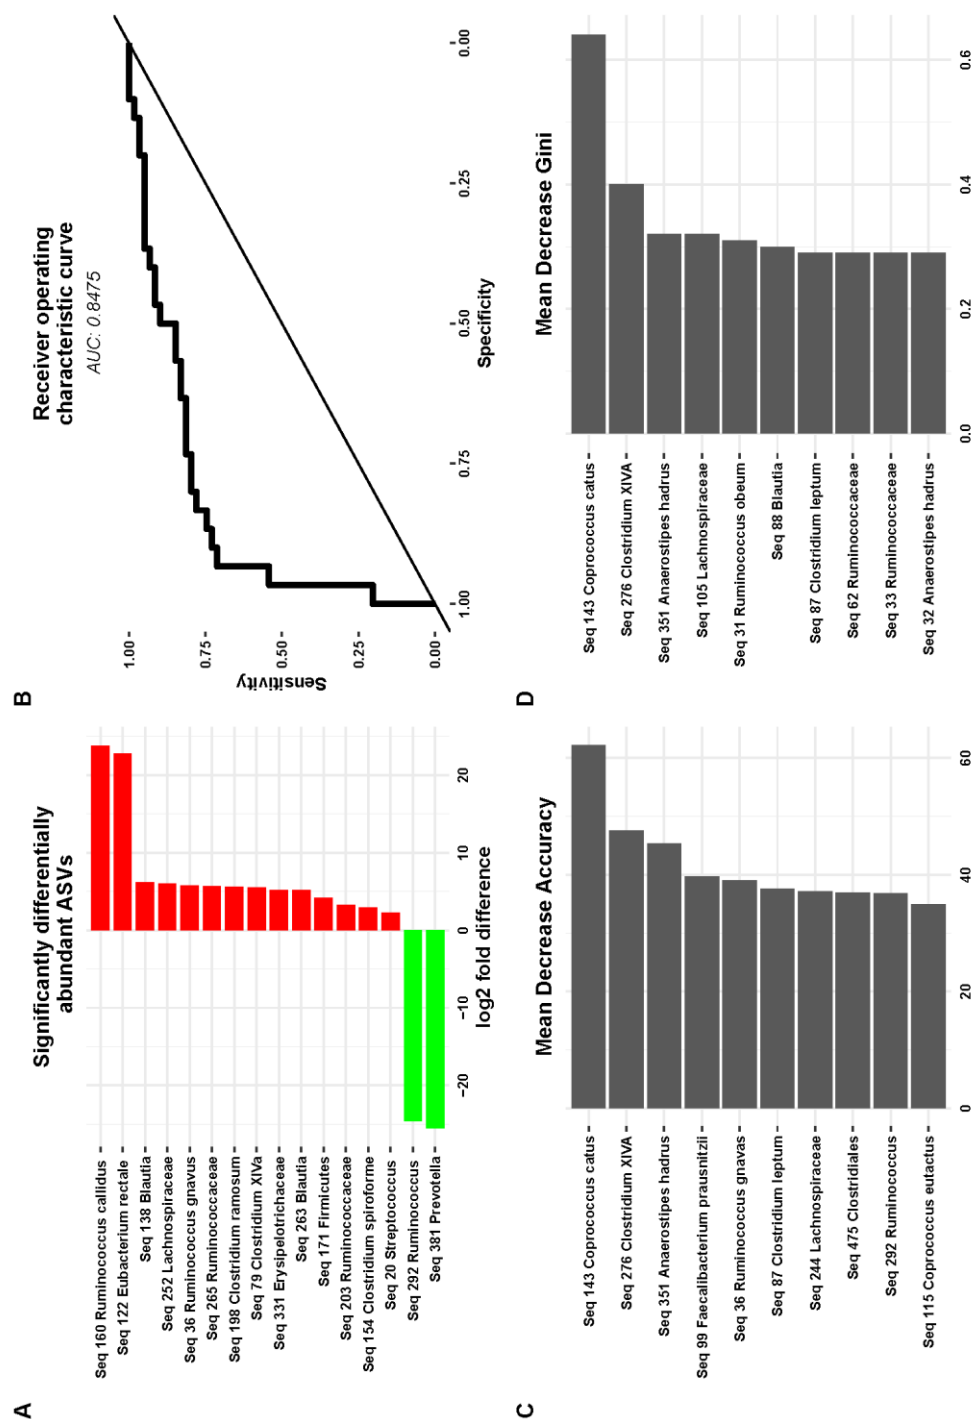 A
Significantly differentially
abundant ASVs
Seq 160 Ruminococcus callidus
Seq 122 Eubacterium rectale
Seq 138 Blautia
Seq 252 Lachnospiraceae
Seq 36 Ruminococcus gnavus
Seq 265 Ruminococcaceae
Seq 198 Clostridium ramosum
Seq 79 Clostridium XIVa
Seq 331 Erysipelotrichaceae
Seq 263 Blautia
Seq 171 Firmicutes
Seq 203 Ruminococcaceae
Seq 154 Clostridium spiroforme
Seq 20 Streptococcus
Seq 292 Ruminococcus
Seq 381 Prevotella
−20 −10 0 10 20
log2 fold difference
B
Receiver operating
characteristic curve
AUC: 0.8475
Sensitivity
1.00
0.75
0.50
0.25
0.00
1.00 0.75 0.50 0.25 0.00
Specificity
C
Mean Decrease Accuracy
Seq 143 Coprococcus catus
Seq 276 Clostridium XIVA
Seq 351 Anaerostipes hadrus
Seq 99 Faecalibacterium prausnitzii
Seq 36 Ruminococcus gnavas
Seq 87 Clostridium leptum
Seq 244 Lachnospiraceae
Seq 475 Clostridiales
Seq 292 Ruminococcus
Seq 115 Coprococcus eutactus
0 20 40 60
D
Mean Decrease Gini
Seq 143 Coprococcus catus
Seq 276 Clostridium XIVA
Seq 351 Anaerostipes hadrus
Seq 105 Lachnospiraceae
Seq 31 Ruminococcus obeum
Seq 88 Blautia
Seq 87 Clostridium leptum
Seq 62 Ruminococcaceae
Seq 33 Ruminococcaceae
Seq 32 Anaerostipes hadrus
0.0 0.2 0.4 0.6